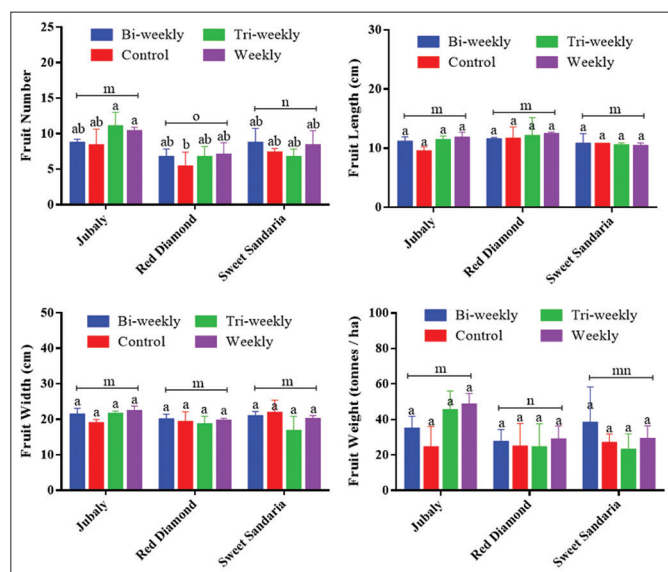 Bi-weekly Tri-weekly
Control Weekly
Fruit Number
25
20
15
10
5
0
m
o
n
ab ab a a
ab b ab ab
ab ab ab ab
Jubaly
Red Diamond
Sweet Sandaria
Bi-weekly Tri-weekly
Control Weekly
Fruit Length (cm)
30
20
10
0
m
m
m
a a a a
a a a a
a a a a
Jubaly
Red Diamond
Sweet Sandaria
Bi-weekly Tri-weekly
Control Weekly
Fruit Width (cm)
50
40
30
20
10
0
m
m
m
a a a a
a a a a
a a a a
Jubaly
Red Diamond
Sweet Sandaria
Bi-weekly Tri-weekly
Control Weekly
Fruit Weight (tonnes / ha)
100
80
60
40
20
0
m
n
mn
a a a a
a a a a
a a a a
Jubaly
Red Diamond
Sweet Sandaria